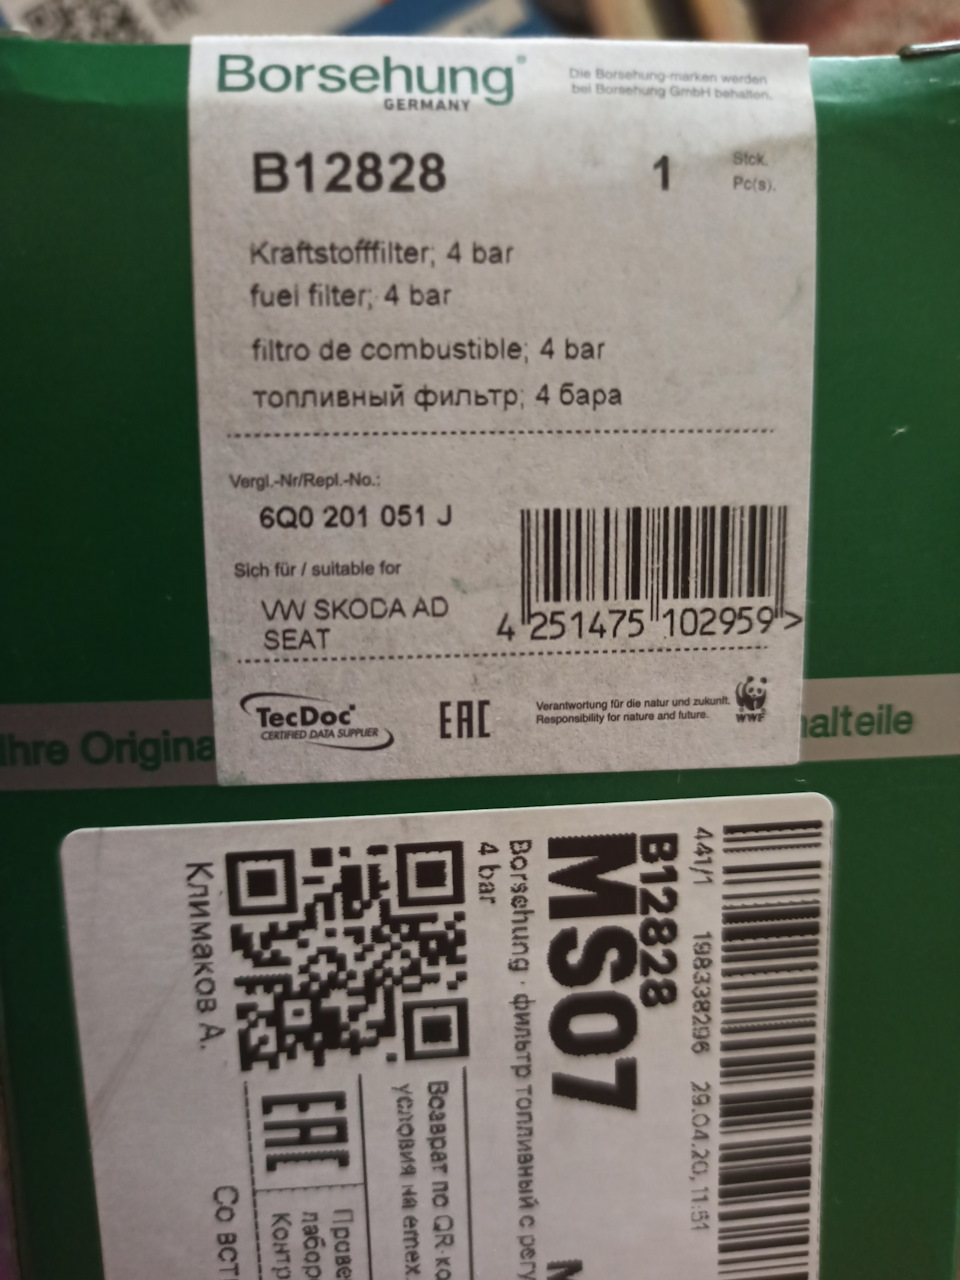 Borsehung®
GERMANY
Die Borsehung-marken werden
bei Borsehung GmbH behalten.
B12828
1
Stck.
Pc(s).
Kraftstofffilter; 4 bar
fuel filter; 4 bar
filtro de combustible; 4 bar
топливный фильтр; 4 бара
Vergl.-Nr/Repl.-No.:
6Q0 201 051 J
Sich für / suitable for
VW SKODA AD
SEAT
4 251475 102959 >
TecDoc
CERTIFIED DATA SUPPLIER
EAC
Verantwortung für die natur und zukunft.
Responsibility for nature and future.
WWF
Ihre Origina
alteile
441/1 198338296 29.04.20, 11:51
B12828
MS07
Borsehung · фильтр топливный с регу
4 bar
Возврат по QR-ко
условия на emex.
EAC
Прове
лабор
Контр
Климаков А.
Со вст